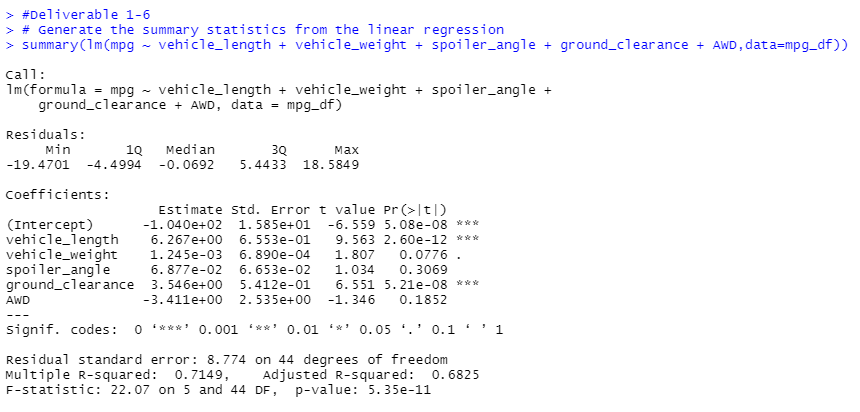 > #Deliverable 1-6
> # Generate the summary statistics from the linear regression
> summary(lm(mpg ~ vehicle_length + vehicle_weight + spoiler_angle + ground_clearance + AWD,data=mpg_df))
Call:
lm(formula = mpg ~ vehicle_length + vehicle_weight + spoiler_angle +
    ground_clearance + AWD, data = mpg_df)
Residuals:
     Min       1Q   Median       3Q      Max
-19.4701  -4.4994  -0.0692   5.4433  18.5849
Coefficients:
                   Estimate Std. Error t value Pr(>|t|)
(Intercept)      -1.040e+02  1.585e+01  -6.559 5.08e-08 ***
vehicle_length    6.267e+00  6.553e-01   9.563 2.60e-12 ***
vehicle_weight    1.245e-03  6.890e-04   1.807   0.0776 .
spoiler_angle     6.877e-02  6.653e-02   1.034   0.3069
ground_clearance  3.546e+00  5.412e-01   6.551 5.21e-08 ***
AWD              -3.411e+00  2.535e+00  -1.346   0.1852
---
Signif. codes:  0 ‘***’ 0.001 ‘**’ 0.01 ‘*’ 0.05 ‘.’ 0.1 ‘ ’ 1
Residual standard error: 8.774 on 44 degrees of freedom
Multiple R-squared:  0.7149,    Adjusted R-squared:  0.6825
F-statistic: 22.07 on 5 and 44 DF,  p-value: 5.35e-11